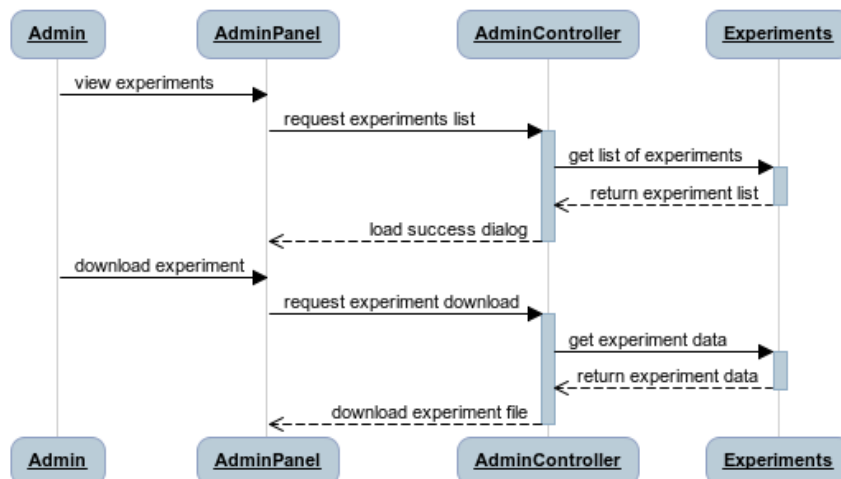 Admin AdminPanel AdminController Experiments
view experiments
request experiments list
get list of experiments
return experiment list
load success dialog
download experiment
request experiment download
get experiment data
return experiment data
download experiment file
Admin AdminPanel AdminController Experiments